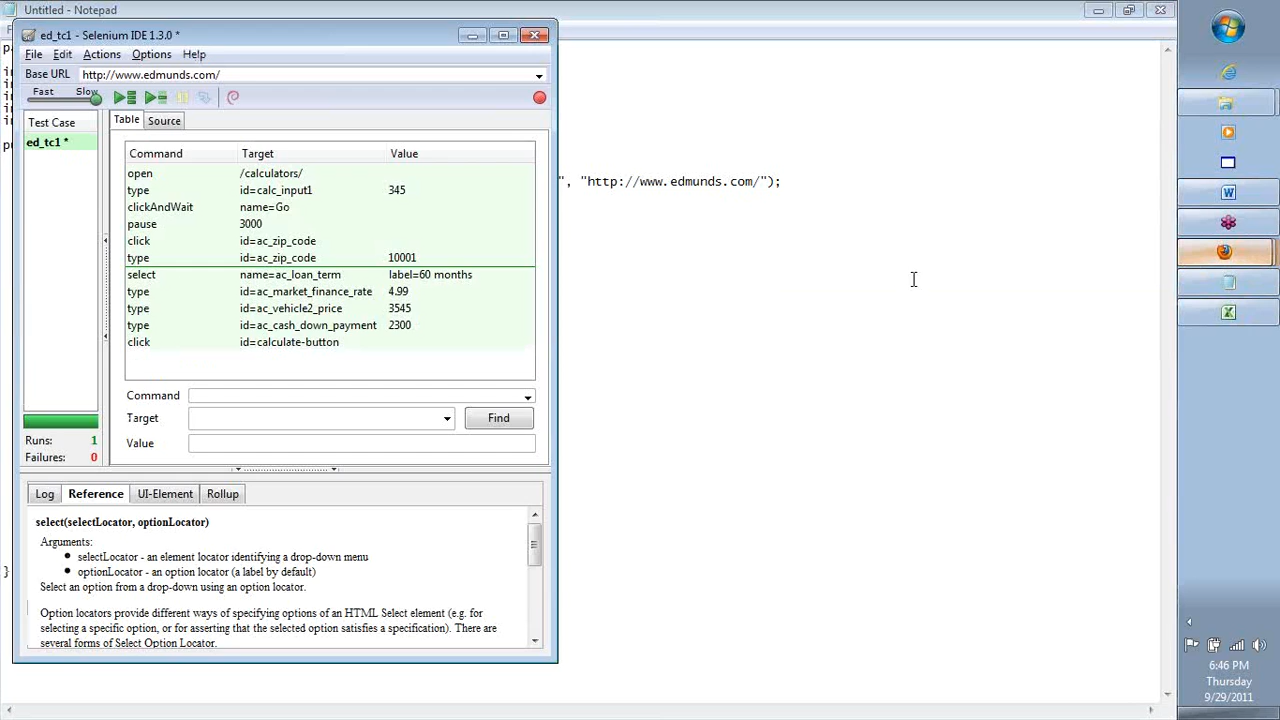 Untitled - Notepad
ed_tc1 - Selenium IDE 1.3.0 *
File Edit Actions Options Help
Base URL http://www.edmunds.com/
Fast Slow
Test Case
ed_tc1 *
Table Source
Command Target Value
open /calculators/
type id=calc_input1 345
clickAndWait name=Go
pause 3000
click id=ac_zip_code
type id=ac_zip_code 10001
select name=ac_loan_term label=60 months
type id=ac_market_finance_rate 4.99
type id=ac_vehicle2_price 3545
type id=ac_cash_down_payment 2300
click id=calculate-button
Command
Target Find
Value
Runs: 1
Failures: 0
Log Reference UI-Element Rollup
select(selectLocator, optionLocator)
Arguments:
selectLocator - an element locator identifying a drop-down menu
optionLocator - an option locator (a label by default)
Select an option from a drop-down using an option locator.
Option locators provide different ways of specifying options of an HTML Select element (e.g. for
selecting a specific option, or for asserting that the selected option satisfies a specification). There are
several forms of Select Option Locator.
", "http://www.edmunds.com/");
}
6:46 PM
Thursday
9/29/2011